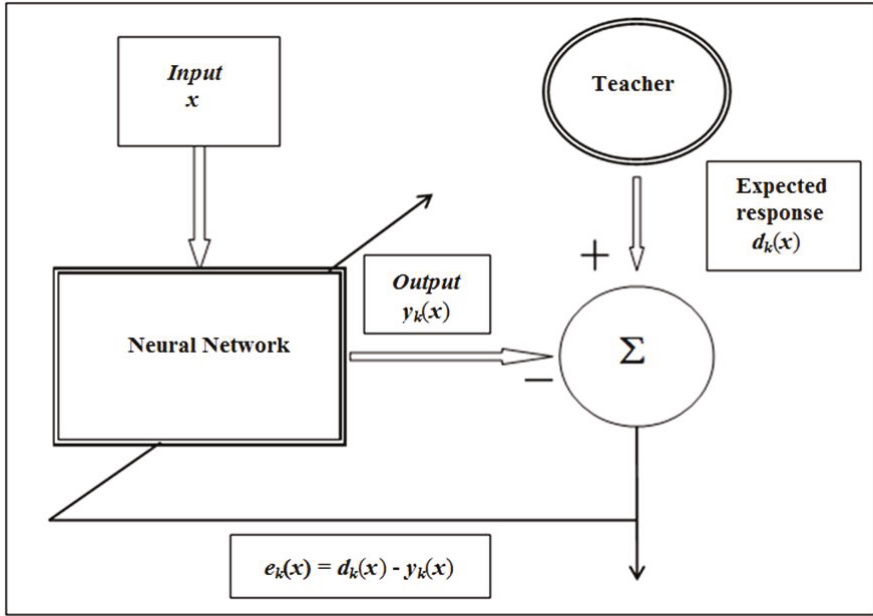 Input
x
Teacher
Expected
response
dₖ(x)
+
Output
yₖ(x)
Neural Network
−
Σ
eₖ(x) = dₖ(x) - yₖ(x)